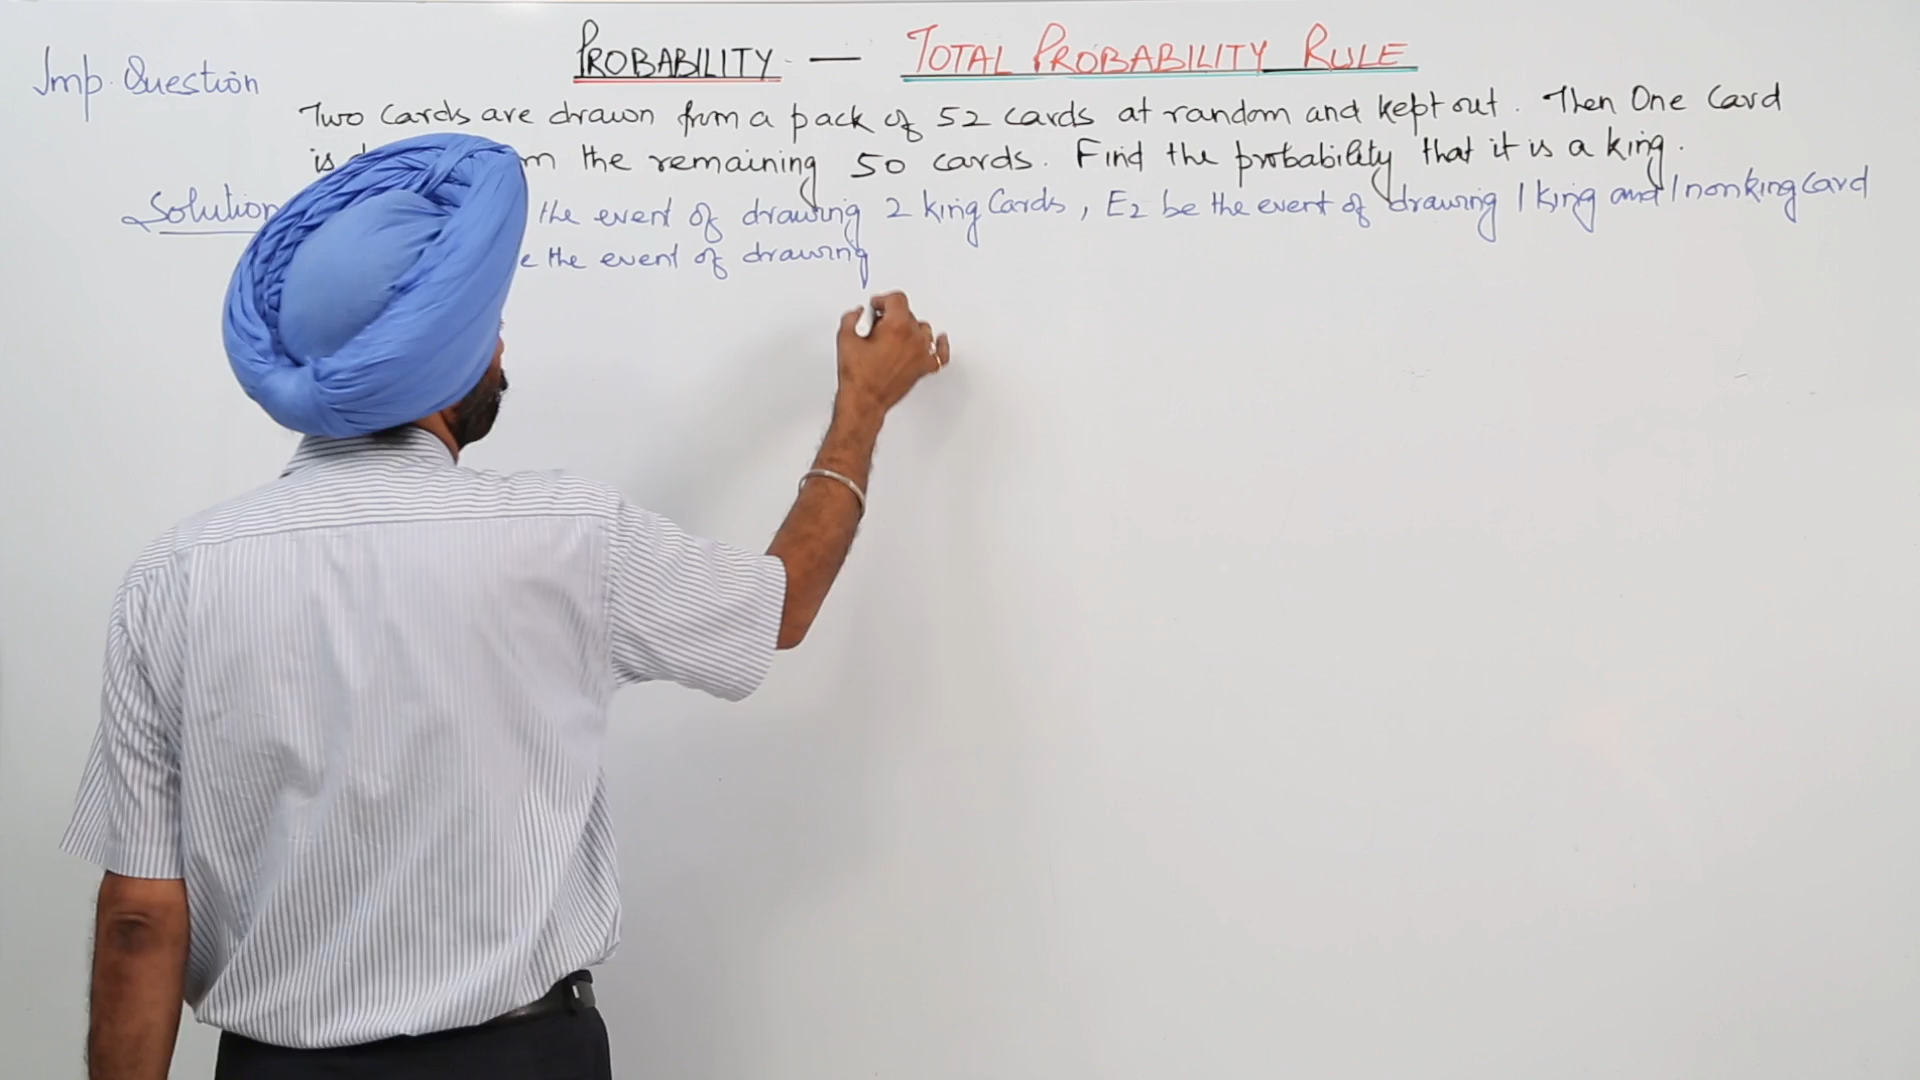 PROBABILITY — TOTAL PROBABILITY RULE
Imp. Question
Two Cards are drawn from a pack of 52 cards at random and kept out. Then One Card
is the remaining 50 cards. Find the probability that it is a king.
Solution the event of drawing 2 king Cards, E2 be the event of drawing 1 king and 1 nonking Card
the event of drawing